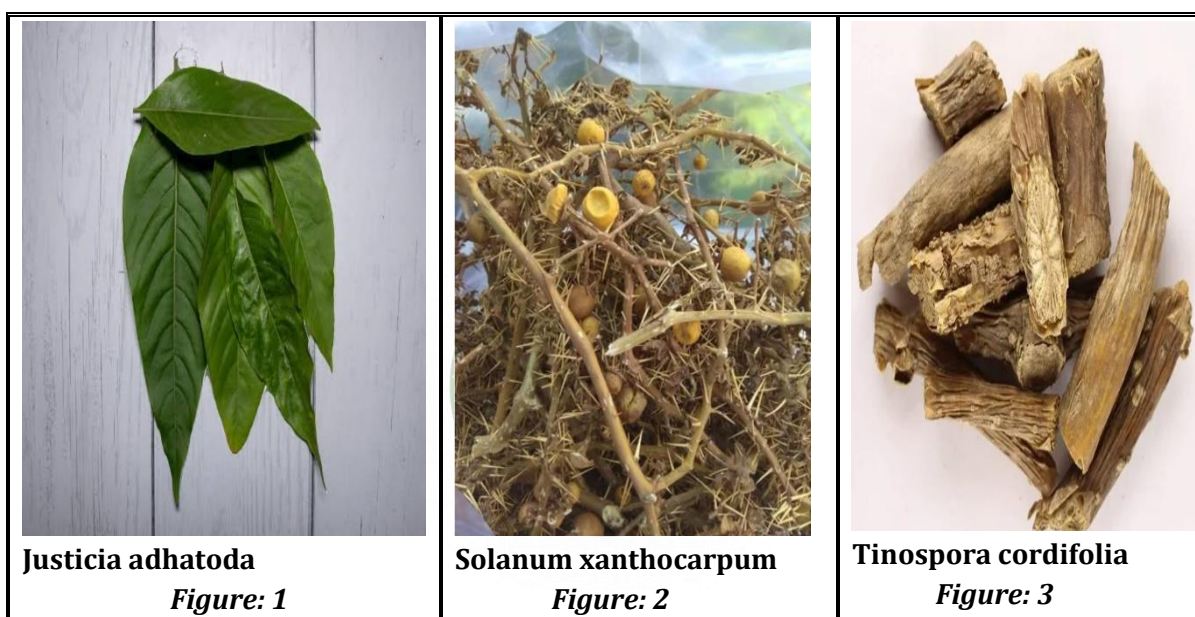 Justicia adhatoda
Figure: 1
Solanum xanthocarpum
Figure: 2
Tinospora cordifolia
Figure: 3